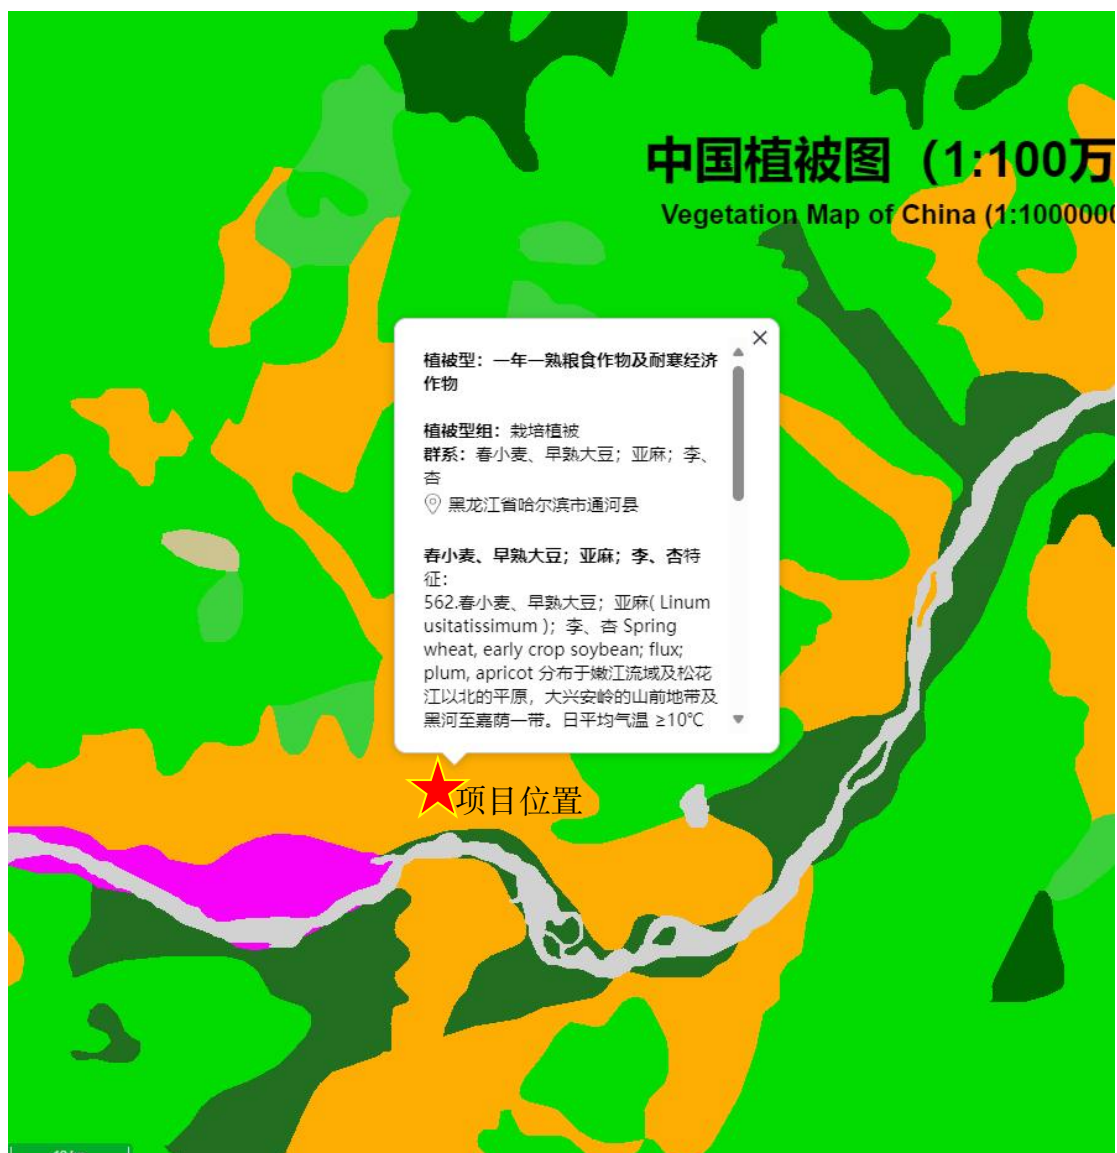 中国植被图（1:100万
Vegetation Map of China (1:1000000
植被型：一年一熟粮食作物及耐寒经济
作物
植被型组：栽培植被
群系：春小麦、早熟大豆；亚麻；李、
杏
黑龙江省哈尔滨市通河县
春小麦、早熟大豆；亚麻；李、杏特
征：
562.春小麦、早熟大豆；亚麻( Linum
usitatissimum )；李、杏 Spring
wheat, early crop soybean; flux;
plum, apricot 分布于嫩江流域及松花
江以北的平原，大兴安岭的山前地带及
黑河至嘉荫一带。日平均气温 ≥10℃
项目位置